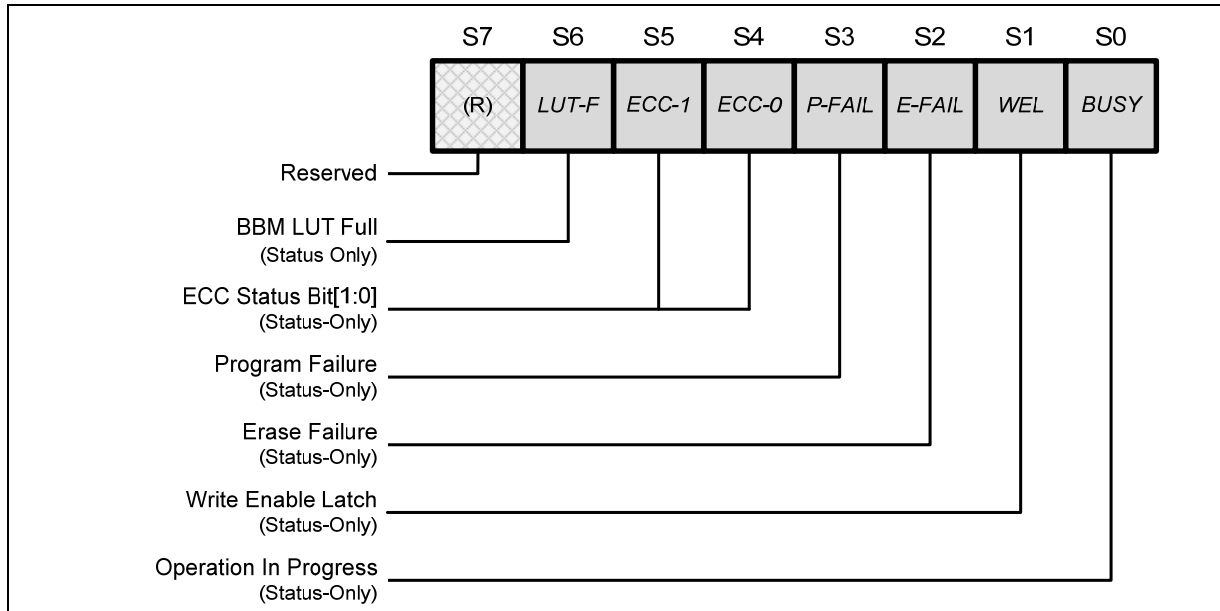 S7 S6 S5 S4 S3 S2 S1 S0
(R) LUT-F ECC-1 ECC-0 P-FAIL E-FAIL WEL BUSY
Reserved
BBM LUT Full
(Status Only)
ECC Status Bit[1:0]
(Status-Only)
Program Failure
(Status-Only)
Erase Failure
(Status-Only)
Write Enable Latch
(Status-Only)
Operation In Progress
(Status-Only)